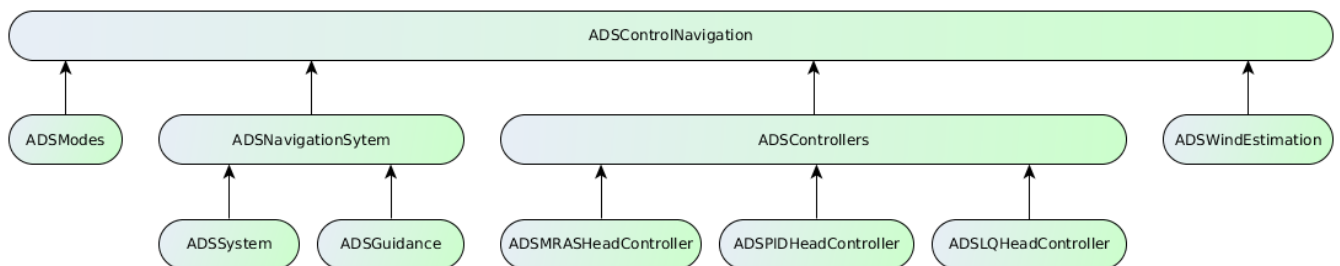 ADSControlNavigation
ADSModes
ADSNavigationSytem
ADSControllers
ADSWindEstimation
ADSSystem
ADSGuidance
ADSMRASHeadController
ADSPIDHeadController
ADSLQHeadController